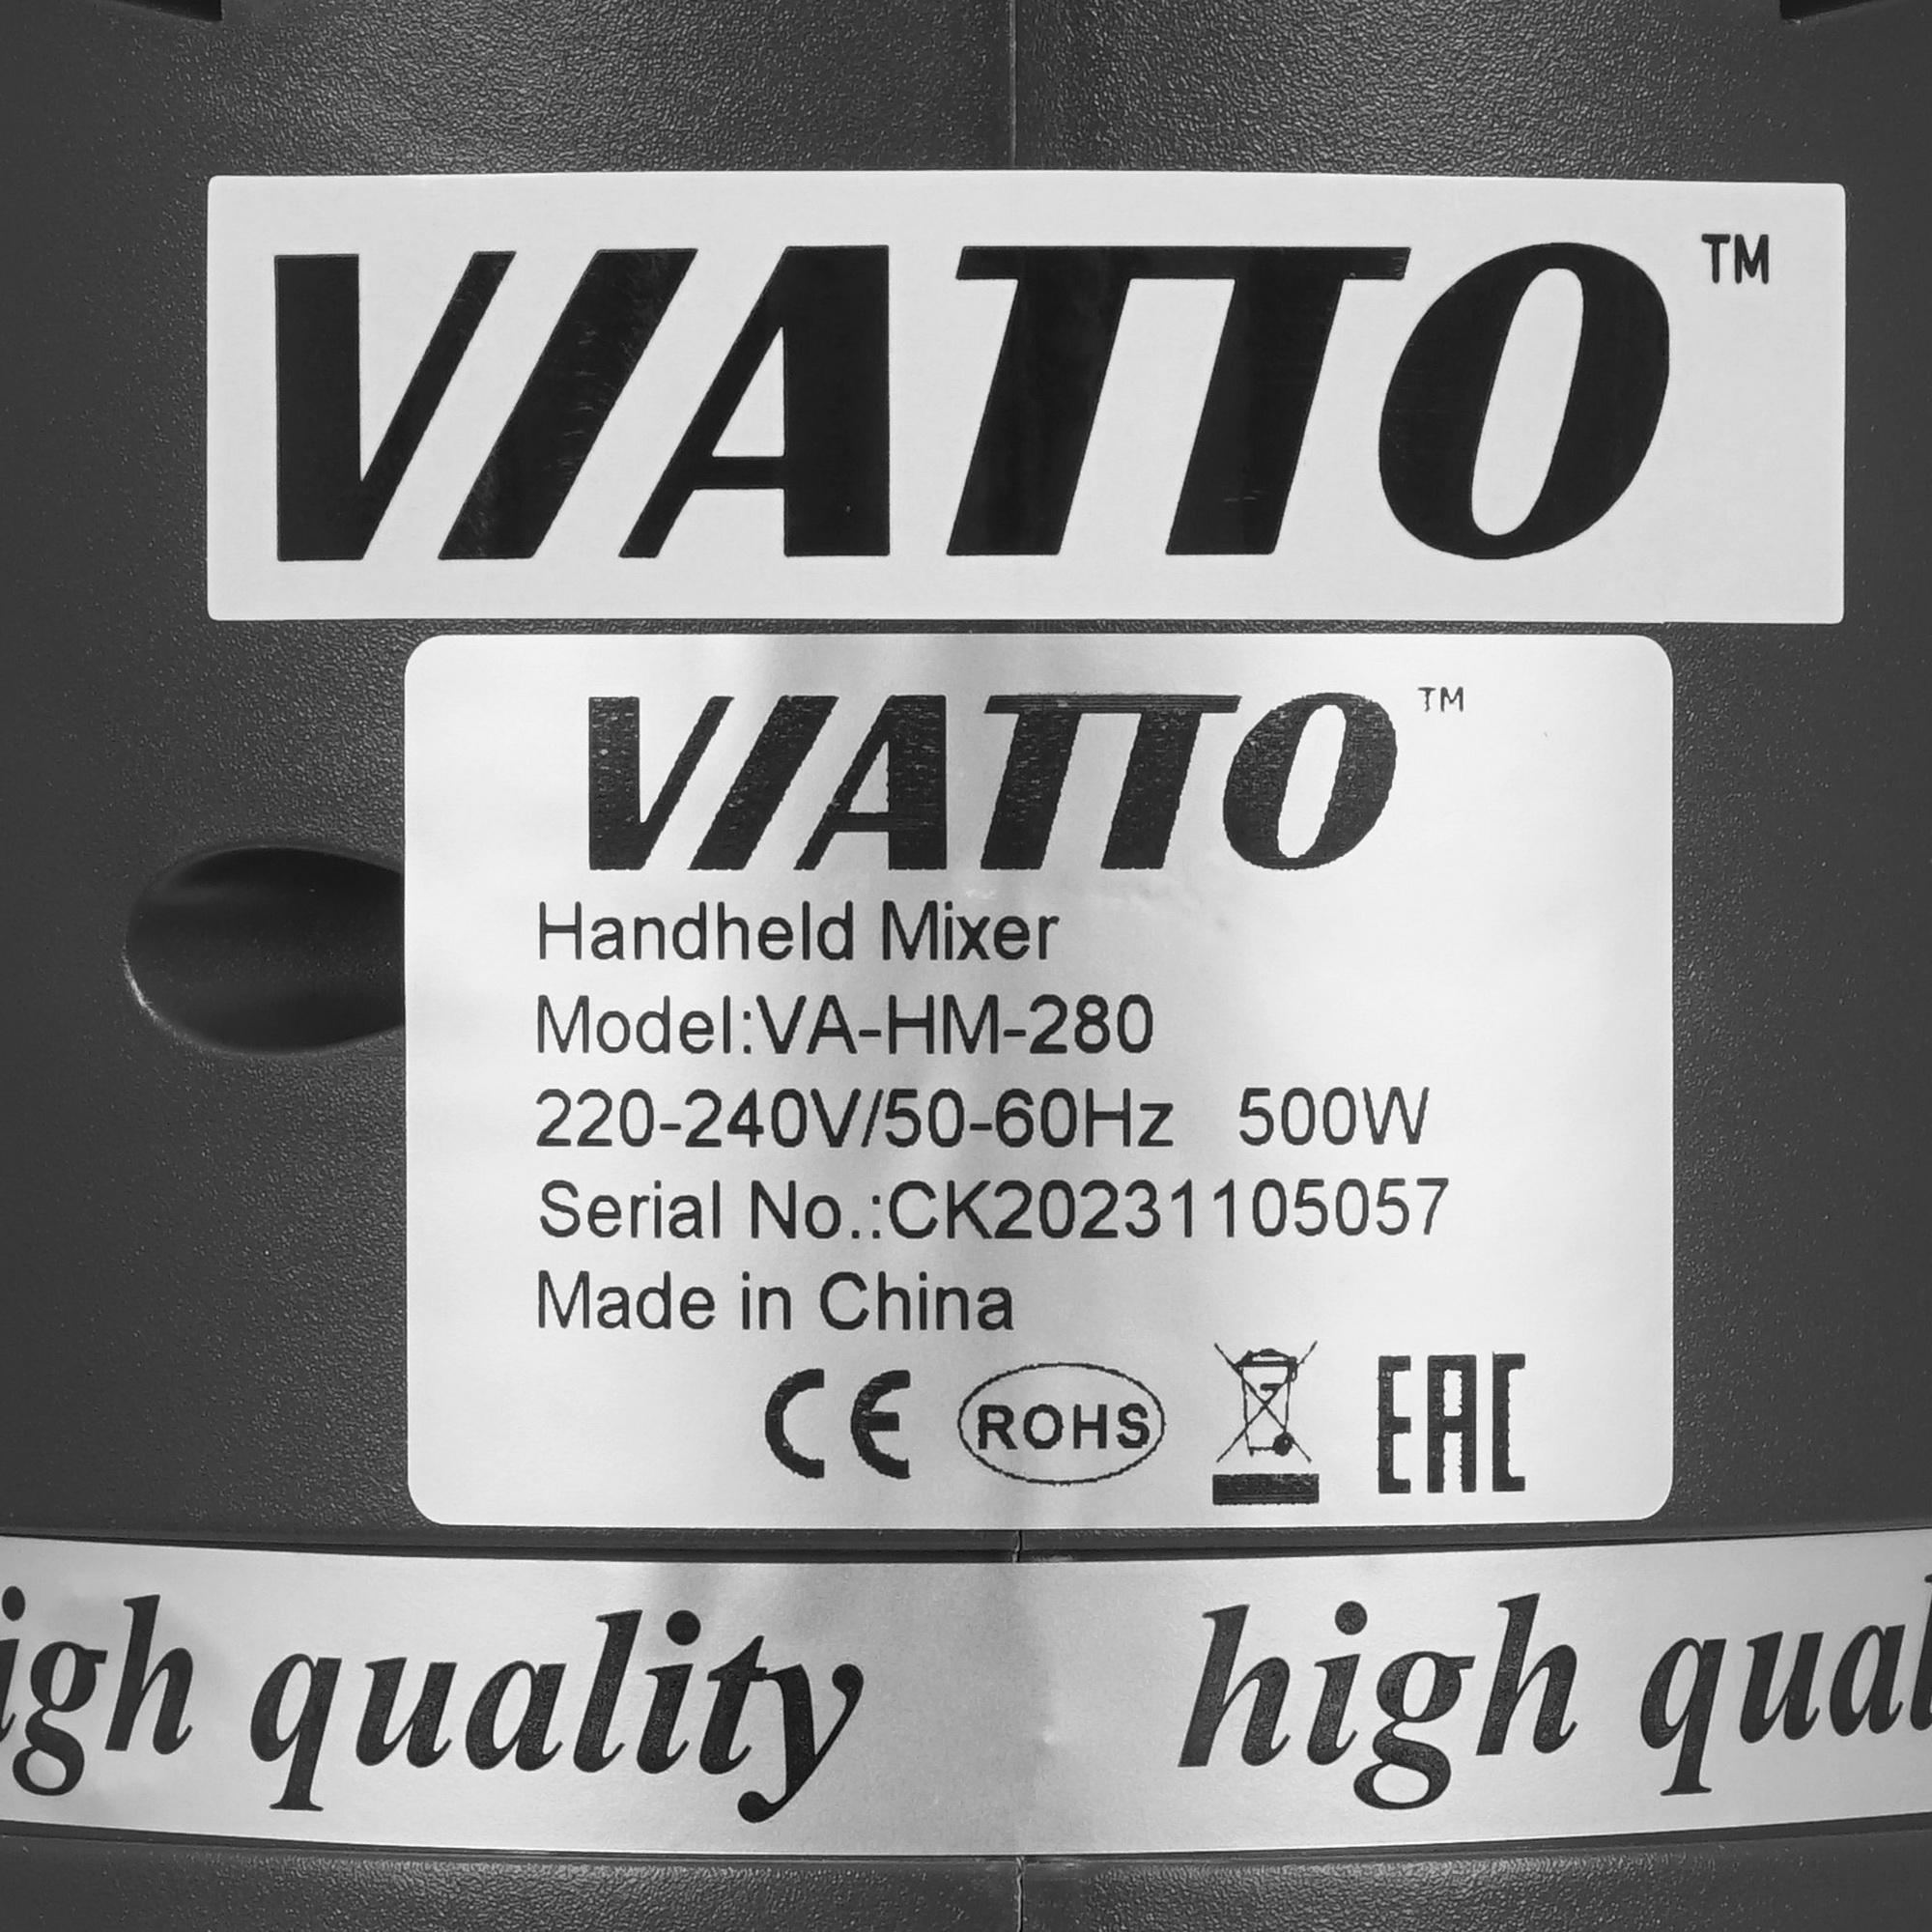 VIATTO™
VIATTO™
Handheld Mixer
Model:VA-HM-280
220-240V/50-60Hz 500W
Serial No.:CK20231105057
Made in China
CE ROHS EAC
igh quality high qual